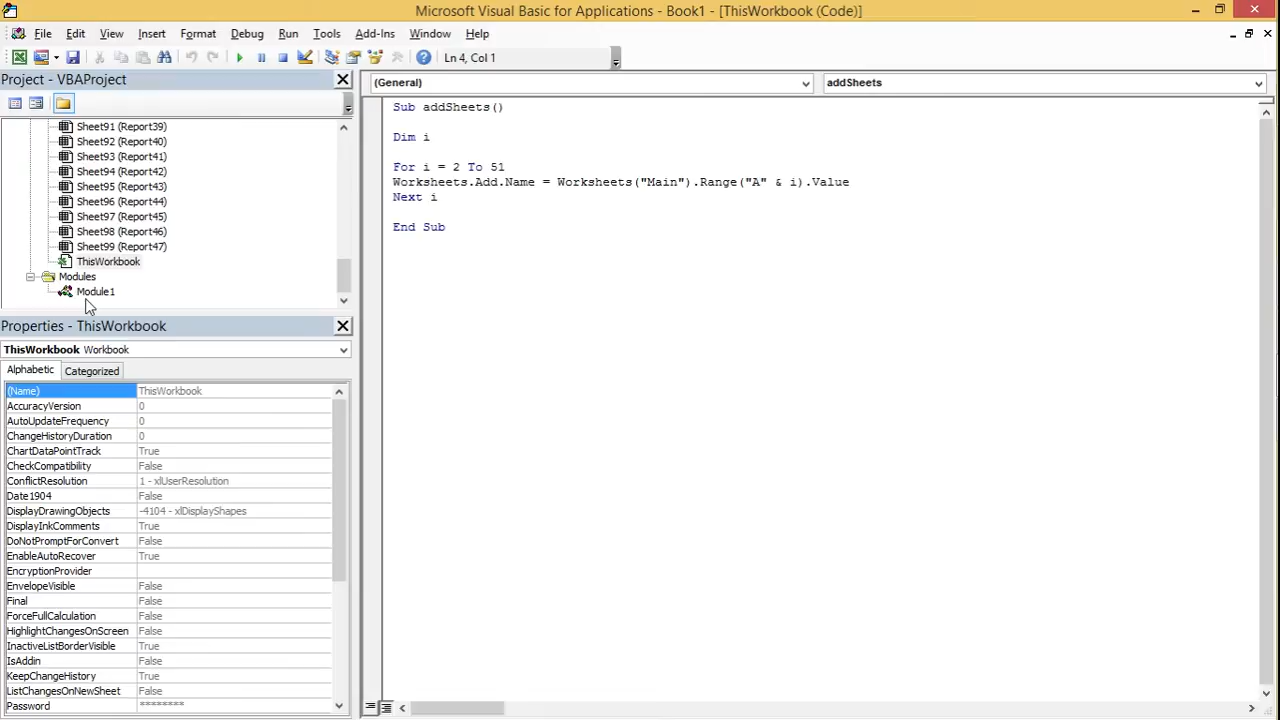 Microsoft Visual Basic for Applications - Book1 - [ThisWorkbook (Code)]
File Edit View Insert Format Debug Run Tools Add-Ins Window Help
Ln 4, Col 1
Project - VBAProject
(General) addSheets
Sheet91 (Report39)
Sheet92 (Report40)
Sheet93 (Report41)
Sheet94 (Report42)
Sheet95 (Report43)
Sheet96 (Report44)
Sheet97 (Report45)
Sheet98 (Report46)
Sheet99 (Report47)
ThisWorkbook
Modules
Module1
Sub addSheets()
Dim i
For i = 2 To 51
Worksheets.Add.Name = Worksheets("Main").Range("A" & i).Value
Next i
End Sub
Properties - ThisWorkbook
ThisWorkbook Workbook
Alphabetic Categorized
(Name) ThisWorkbook
AccuracyVersion 0
AutoUpdateFrequency 0
ChangeHistoryDuration 0
ChartDataPointTrack True
CheckCompatibility False
ConflictResolution 1 - xlUserResolution
Date1904 False
DisplayDrawingObjects -4104 - xlDisplayShapes
DisplayInkComments True
DoNotPromptForConvert False
EnableAutoRecover True
EncryptionProvider
EnvelopeVisible False
Final False
ForceFullCalculation False
HighlightChangesOnScreen False
InactiveListBorderVisible True
IsAddin False
KeepChangeHistory True
ListChangesOnNewSheet False
Password ********